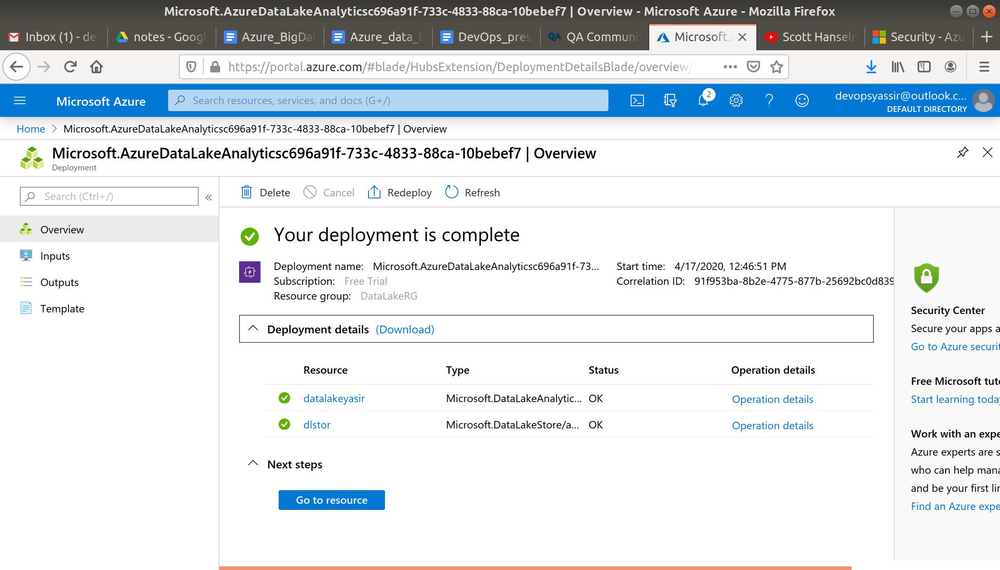 Microsoft.AzureDataLakeAnalyticsc696a91f-733c-4833-88ca-10bebef7 | Overview - Microsoft Azure - Mozilla Firefox
Inbox (1) - de notes - Googl Azure_BigDat Azure_data_l DevOps_pres QA Communi Microsoft. Scott Hanseln Security - Azu
https://portal.azure.com/#blade/HubsExtension/DeploymentDetailsBlade/overview/
Microsoft Azure Search resources, services, and docs (G+/) 2 devopsyassir@outlook.c...
DEFAULT DIRECTORY
Home > Microsoft.AzureDataLakeAnalyticsc696a91f-733c-4833-88ca-10bebef7 | Overview
Microsoft.AzureDataLakeAnalyticsc696a91f-733c-4833-88ca-10bebef7 | Overview
Deployment
Search (Ctrl+/) «
Overview
Inputs
Outputs
Template
Delete Cancel Redeploy Refresh
Your deployment is complete
Deployment name: Microsoft.AzureDataLakeAnalyticsc696a91f-73... Start time: 4/17/2020, 12:46:51 PM
Subscription: Free Trial Correlation ID: 91f953ba-8b2e-4775-877b-25692bc0d839
Resource group: DataLakeRG
Deployment details (Download)
Resource Type Status Operation details
datalakeyasir Microsoft.DataLakeAnalytic... OK Operation details
dlstor Microsoft.DataLakeStore/a... OK Operation details
Next steps
Go to resource
Security Center
Secure your apps a
Go to Azure securit
Free Microsoft tut
Start learning today
Work with an expe
Azure experts are s
who can help mana
and be your first li
Find an Azure expe